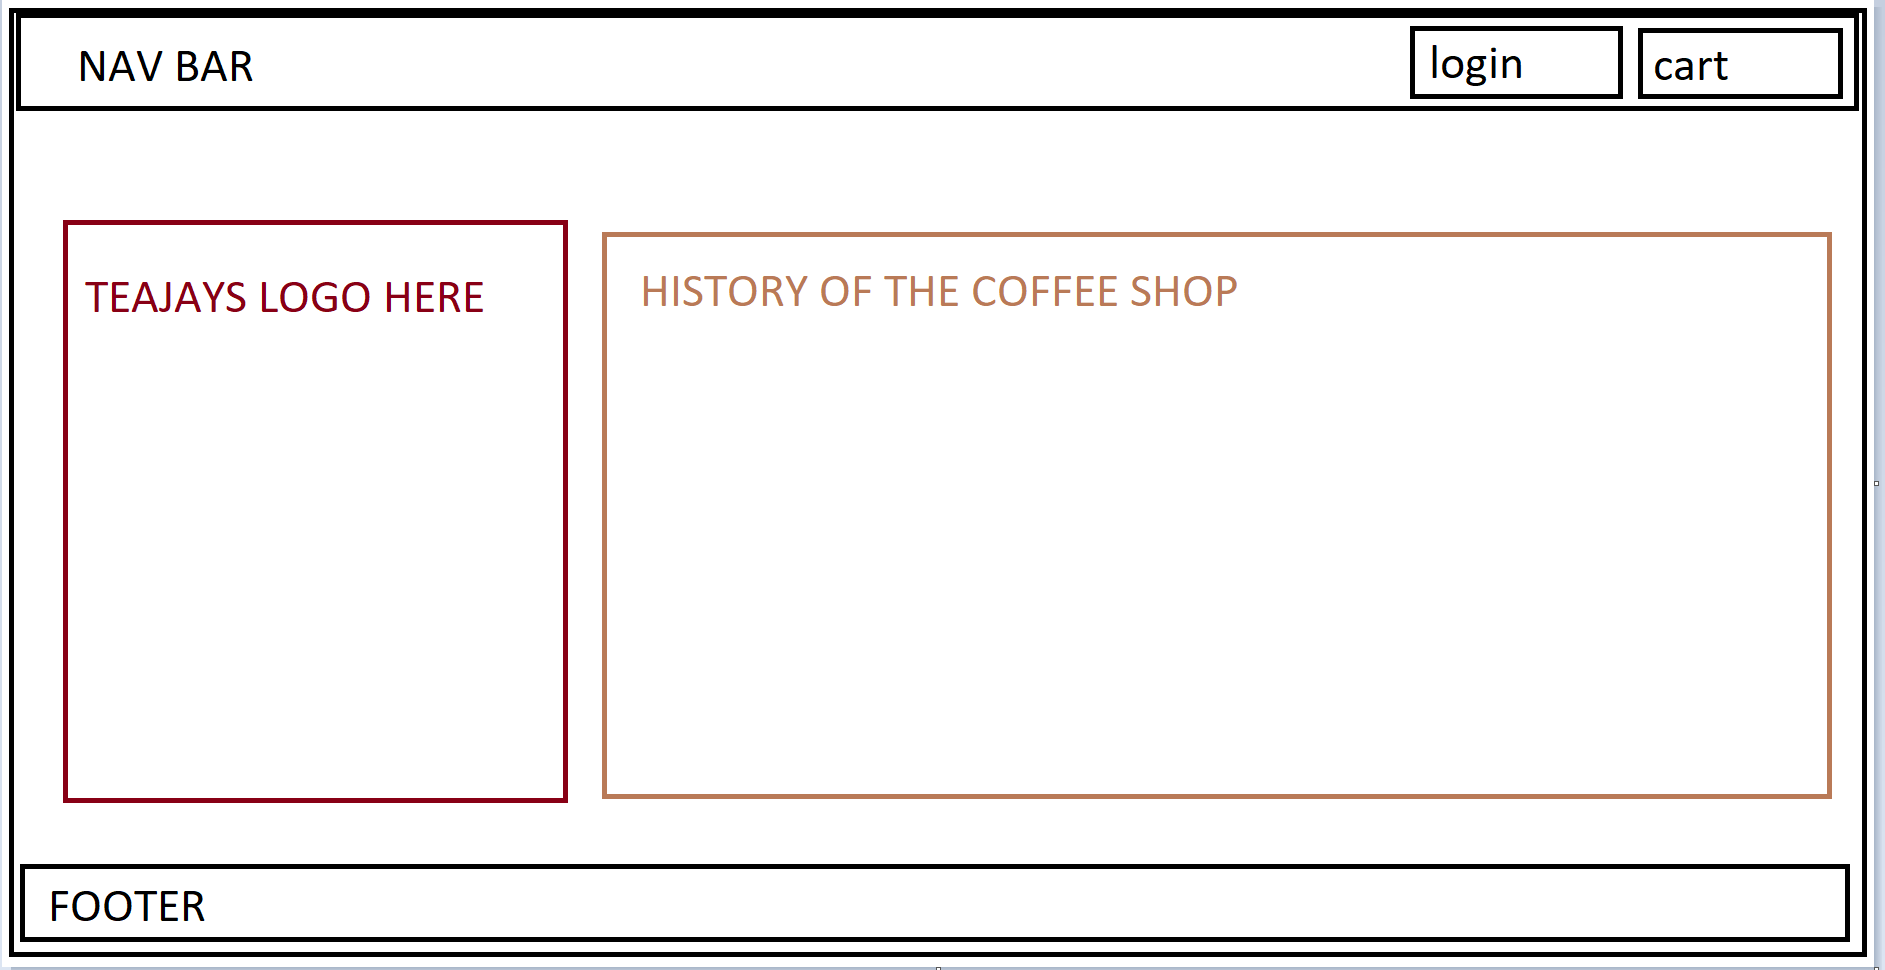 NAV BAR
login
cart
TEAJAYS LOGO HERE
HISTORY OF THE COFFEE SHOP
FOOTER